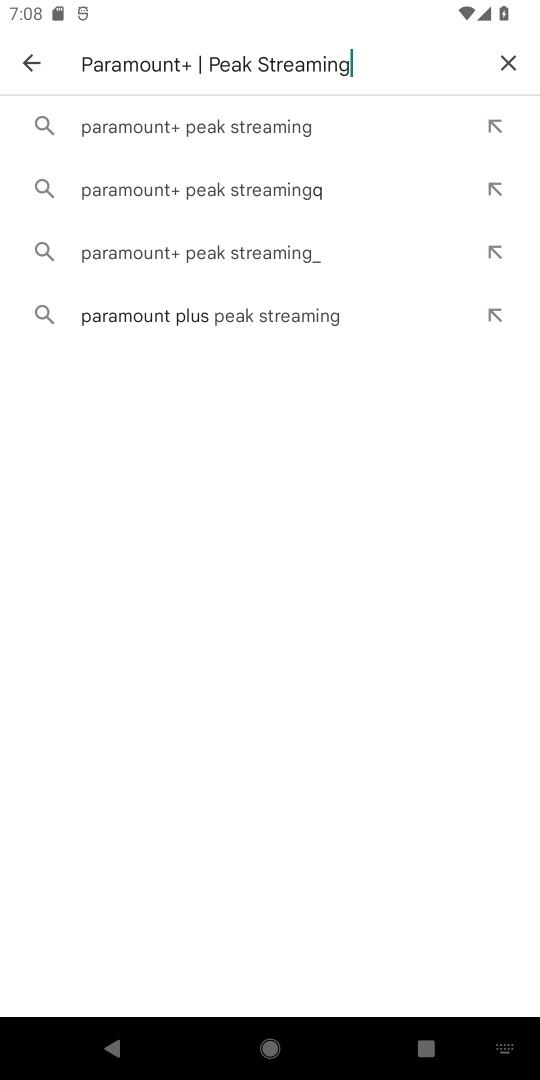 7:08
Paramount+ | Peak Streaming
paramount+ peak streaming
paramount+ peak streamingq
paramount+ peak streaming_
paramount plus peak streaming